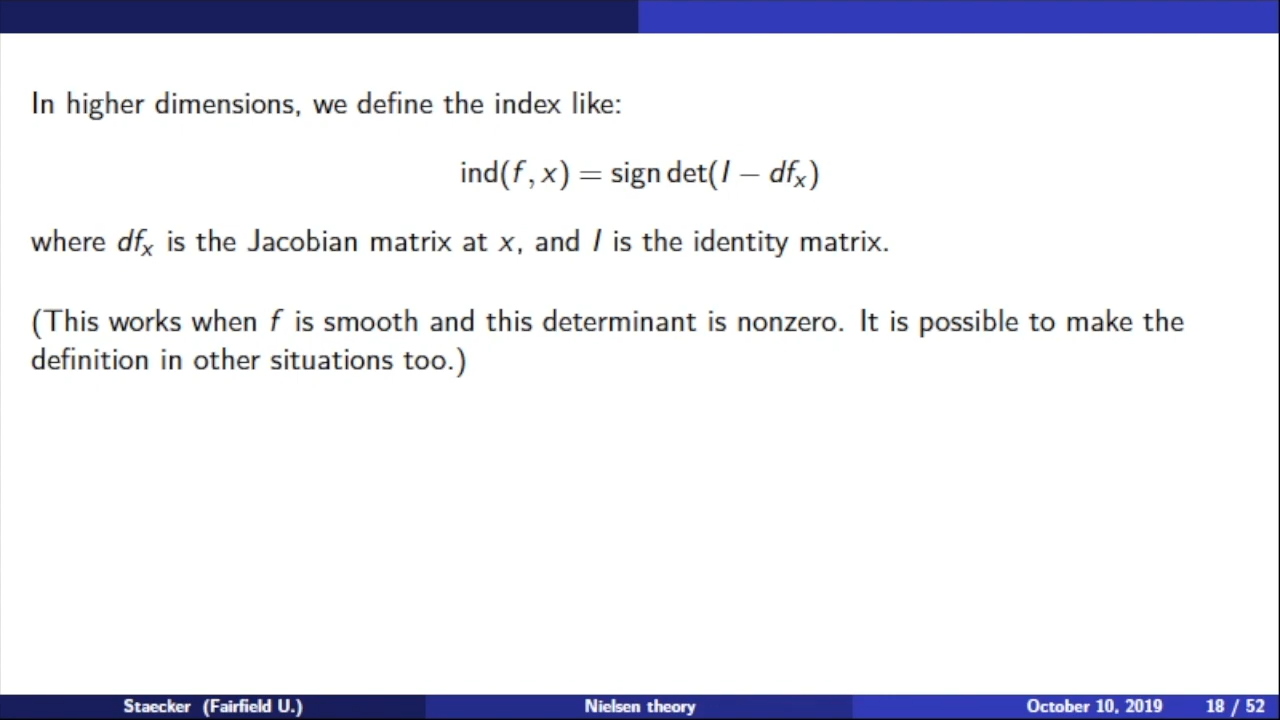 In higher dimensions, we define the index like:
ind(f, x) = sign det(I − dfₓ)
where dfₓ is the Jacobian matrix at x, and I is the identity matrix.
(This works when f is smooth and this determinant is nonzero. It is possible to make the
definition in other situations too.)
Staecker (Fairfield U.) Nielsen theory October 10, 2019 18 / 52